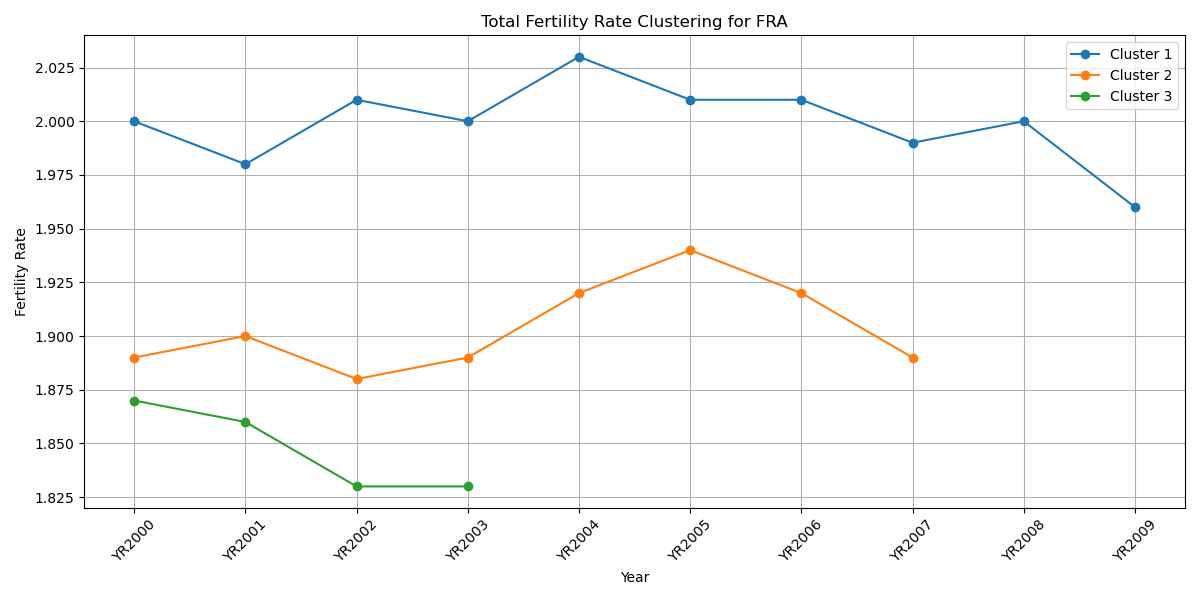 Total Fertility Rate Clustering for FRA
Cluster 1
Cluster 2
Cluster 3
Fertility Rate
2.025
2.000
1.975
1.950
1.925
1.900
1.875
1.850
1.825
YR2000
YR2001
YR2002
YR2003
YR2004
YR2005
YR2006
YR2007
YR2008
YR2009
Year